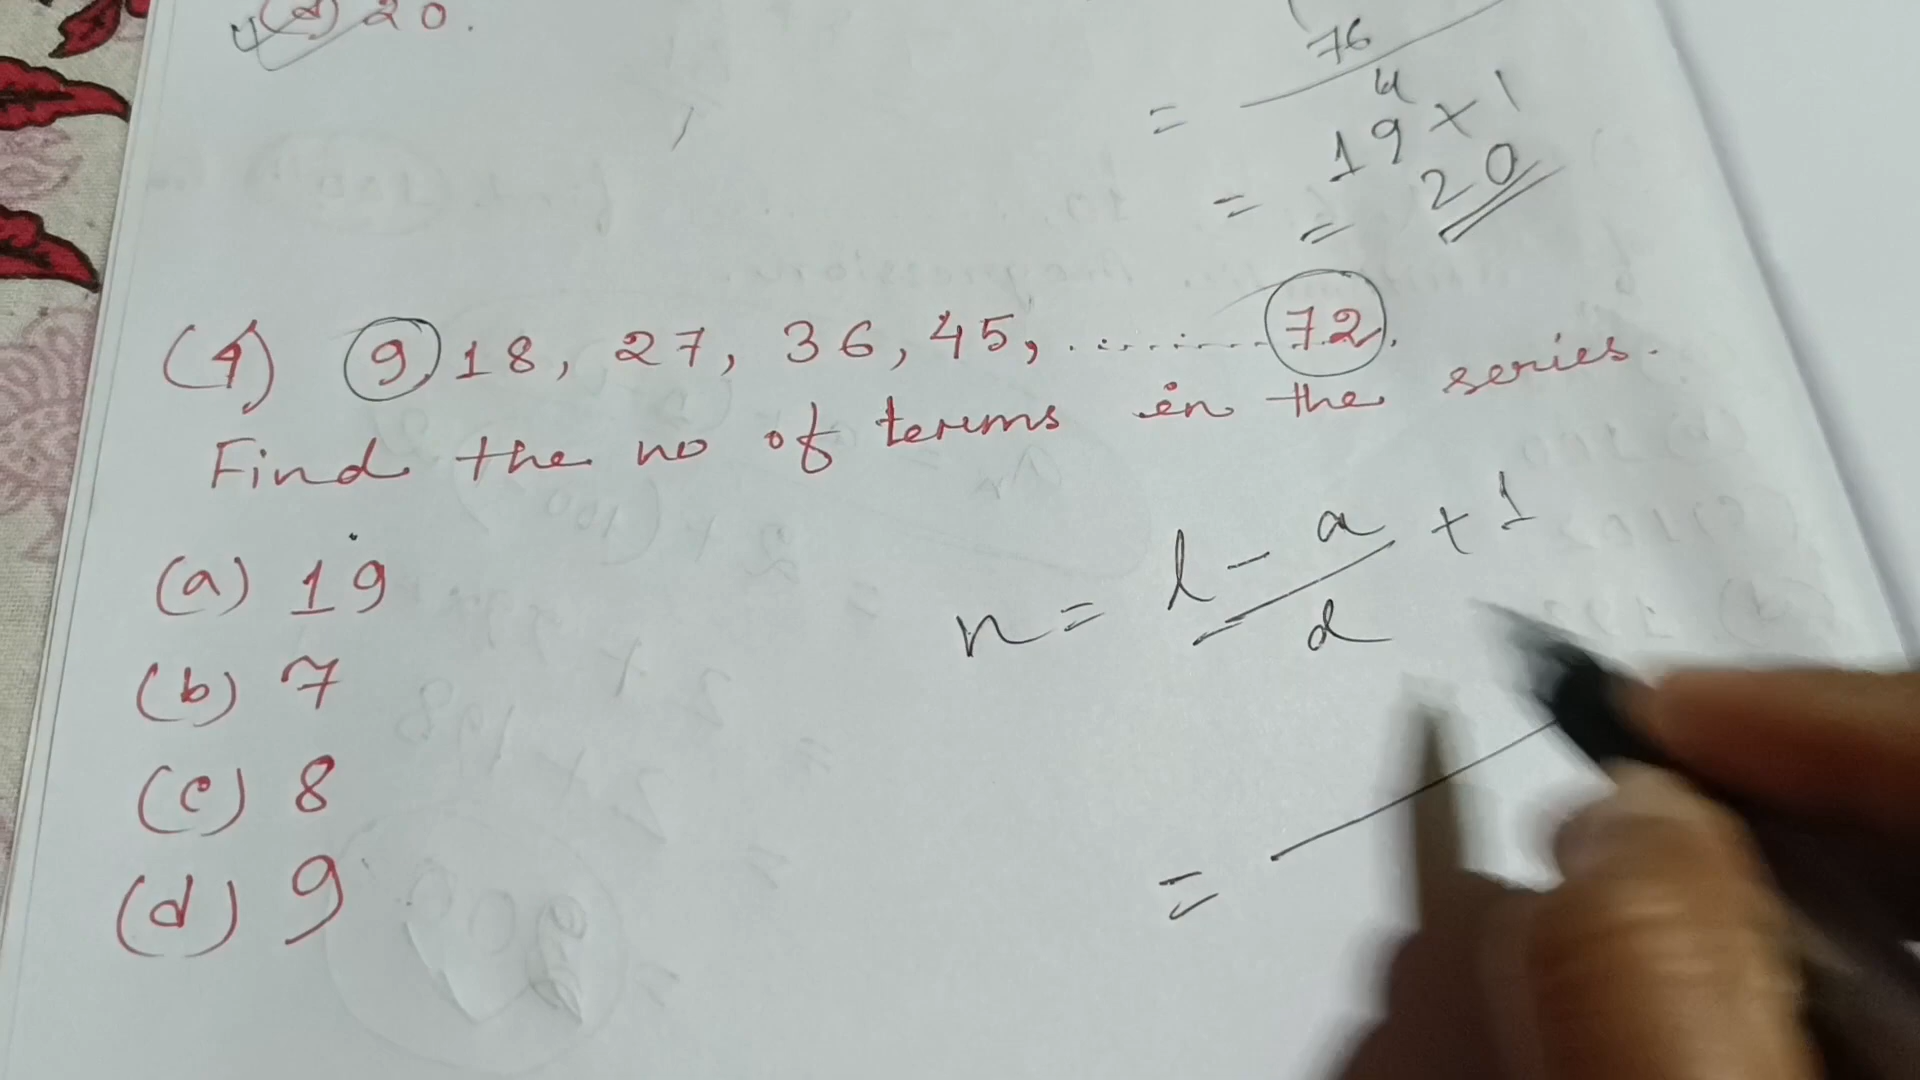 (d) 20.
76
=
4
19 + 1
=
= 20
(4) 9, 18, 27, 36, 45, ........... 72.
Find the no of terms in the series.
n = l - a / d + 1
(a) 19
(b) 7
(c) 8
=
(d) 9